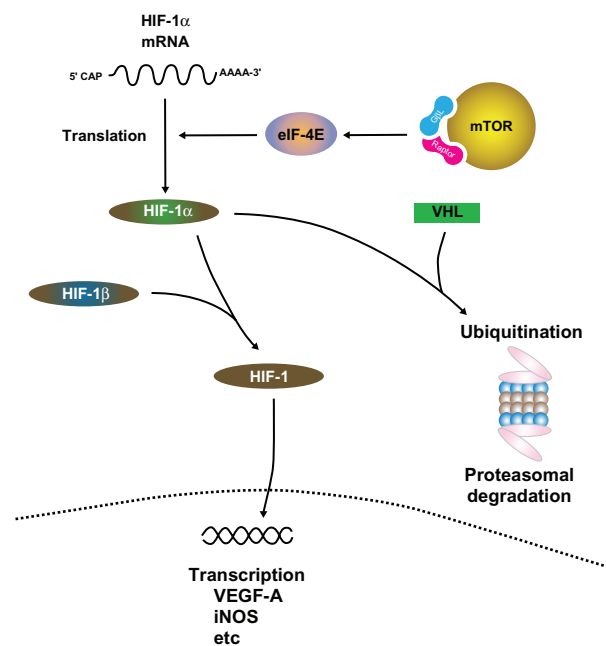 HIF-1α
mRNA
5' CAP
AAAA-3'
Translation
eIF-4E
GβL
Raptor
mTOR
HIF-1α
VHL
HIF-1β
Ubiquitination
HIF-1
Proteasomal
degradation
Transcription
VEGF-A
iNOS
etc